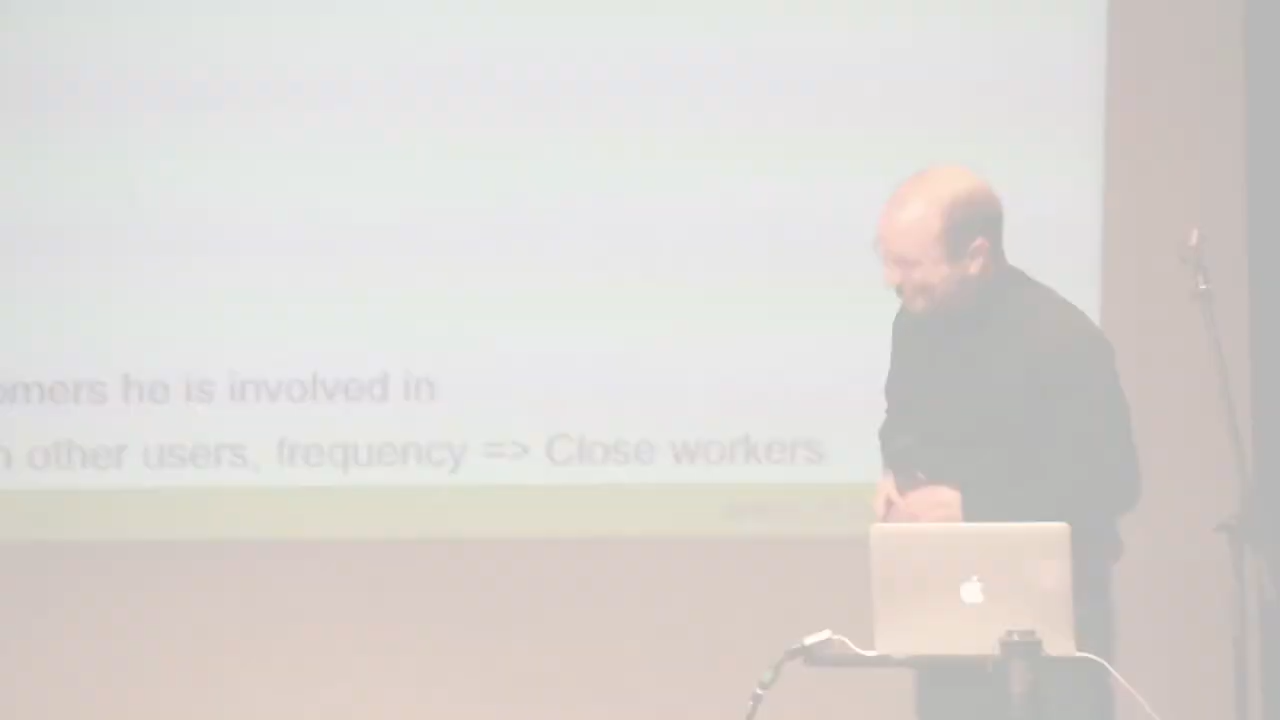 omers he is involved in
other users, frequency => Close workers